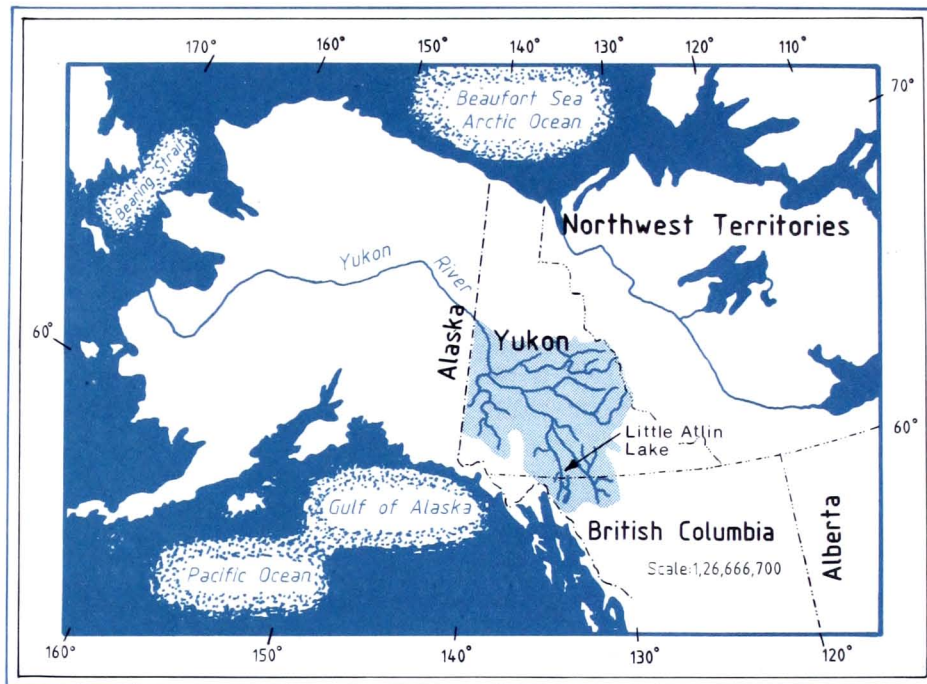 170° 160° 150° 140° 130° 120° 110°
70°
Beaufort Sea
Arctic Ocean
Bearing Strait
Northwest Territories
Yukon
River
60°
Alaska
Yukon
Little Atlin
Lake
60°
Gulf of Alaska
British Columbia
Alberta
Pacific Ocean
Scale:1,26,666,700
160° 150° 140° 130° 120°